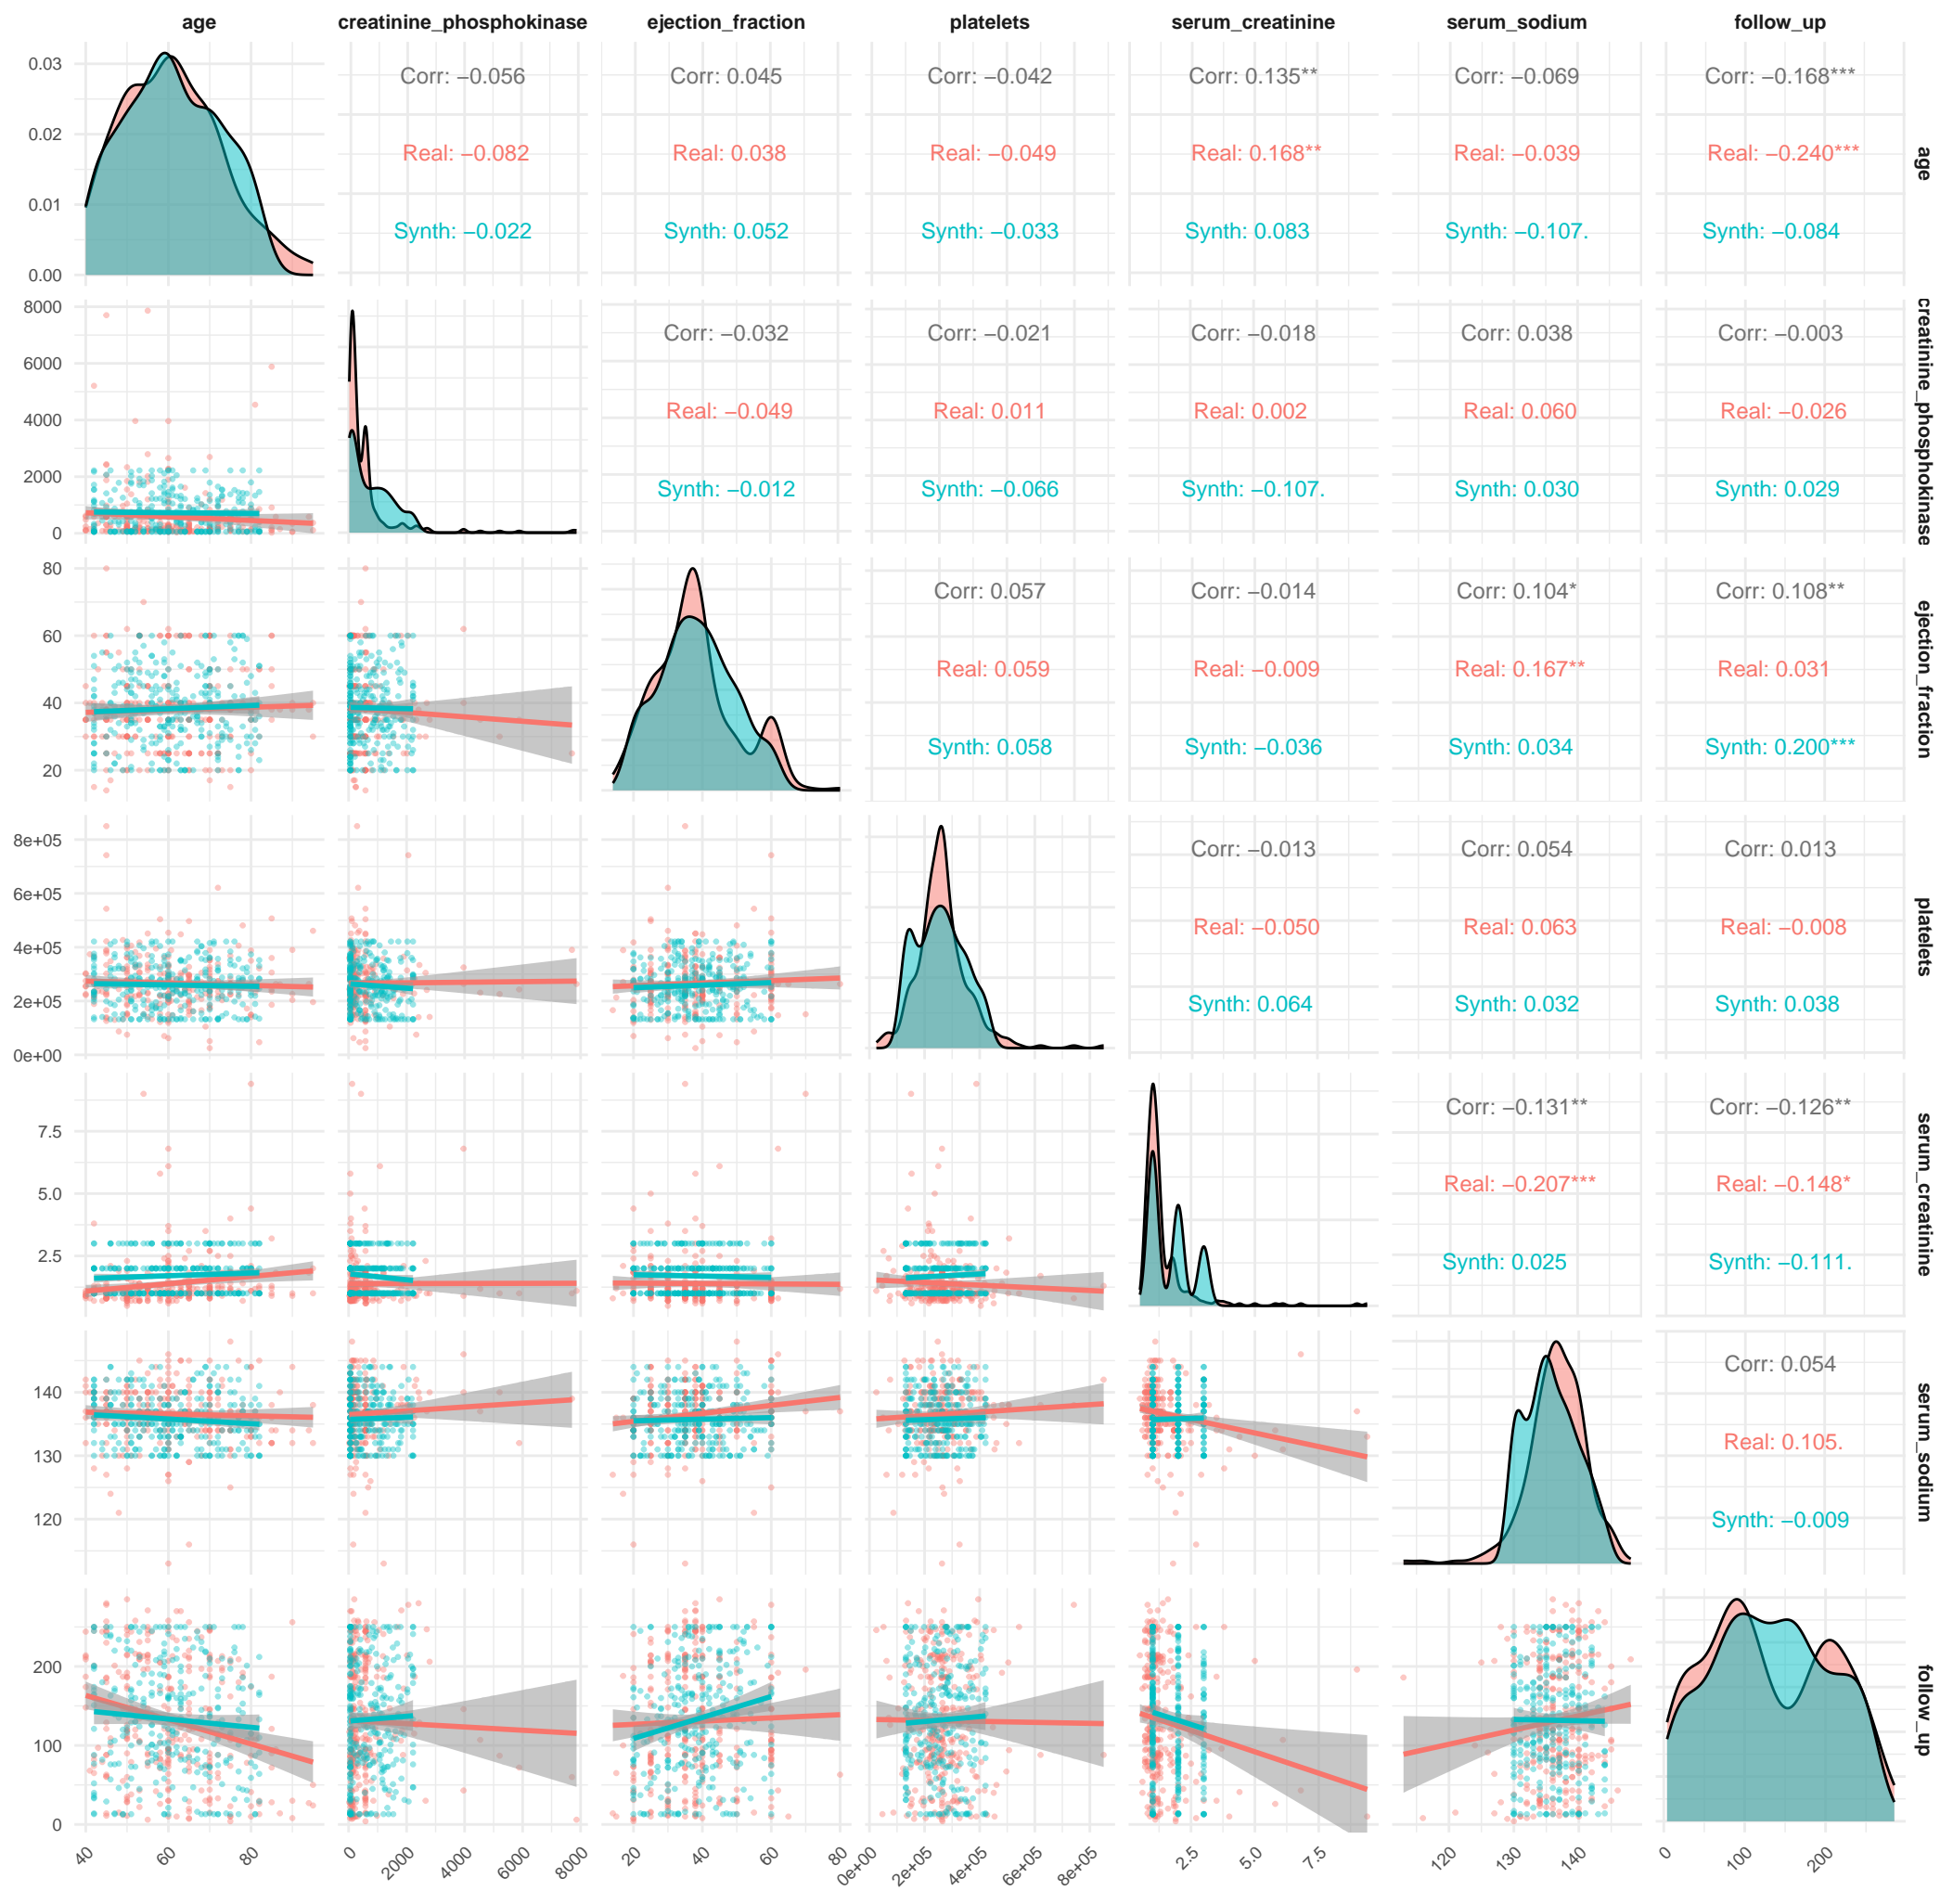 age creatinine_phosphokinase ejection_fraction platelets serum_creatinine serum_sodium follow_up
0.03
0.02
0.01
0.00
Corr: −0.056
Real: −0.082
Synth: −0.022
Corr: 0.045
Real: 0.038
Synth: 0.052
Corr: −0.042
Real: −0.049
Synth: −0.033
Corr: 0.135**
Real: 0.168**
Synth: 0.083
Corr: −0.069
Real: −0.039
Synth: −0.107.
Corr: −0.168***
Real: −0.240***
Synth: −0.084
age
8000
6000
4000
2000
0
Corr: −0.032
Real: −0.049
Synth: −0.012
Corr: −0.021
Real: 0.011
Synth: −0.066
Corr: −0.018
Real: 0.002
Synth: −0.107.
Corr: 0.038
Real: 0.060
Synth: 0.030
Corr: −0.003
Real: −0.026
Synth: 0.029
creatinine_phosphokinase
80
60
40
20
Corr: 0.057
Real: 0.059
Synth: 0.058
Corr: −0.014
Real: −0.009
Synth: −0.036
Corr: 0.104*
Real: 0.167**
Synth: 0.034
Corr: 0.108**
Real: 0.031
Synth: 0.200***
ejection_fraction
8e+05
6e+05
4e+05
2e+05
0e+00
Corr: −0.013
Real: −0.050
Synth: 0.064
Corr: 0.054
Real: 0.063
Synth: 0.032
Corr: 0.013
Real: −0.008
Synth: 0.038
platelets
7.5
5.0
2.5
Corr: −0.131**
Real: −0.207***
Synth: 0.025
Corr: −0.126**
Real: −0.148*
Synth: −0.111.
serum_creatinine
140
130
120
Corr: 0.054
Real: 0.105.
Synth: −0.009
serum_sodium
200
100
0
follow_up
40 60 80
0 2000 4000 6000 8000
20 40 60 80
0e+00 2e+05 4e+05 6e+05 8e+05
2.5 5.0 7.5
120 130 140
0 100 200